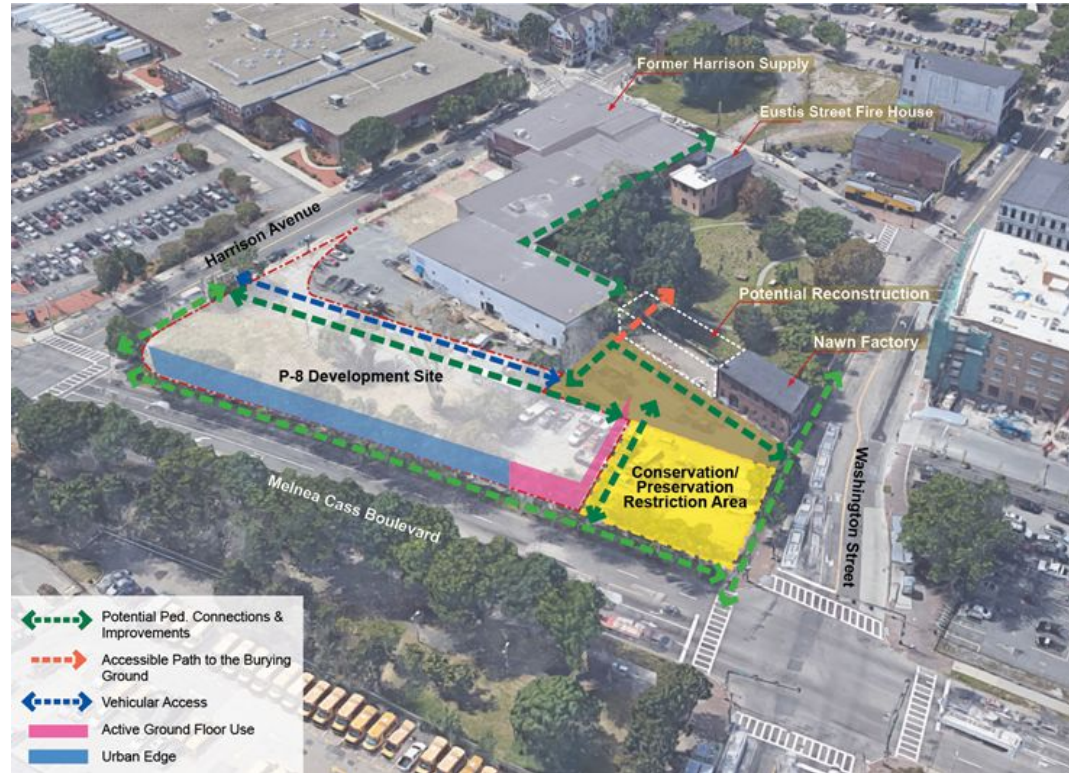 Former Harrison Supply
Eustis Street Fire House
Harrison Avenue
Potential Reconstruction
Nawn Factory
P-8 Development Site
Conservation/
Preservation
Restriction Area
Melnea Cass Boulevard
Washington Street
Potential Ped. Connections &
Improvements
Accessible Path to the Burying
Ground
Vehicular Access
Active Ground Floor Use
Urban Edge